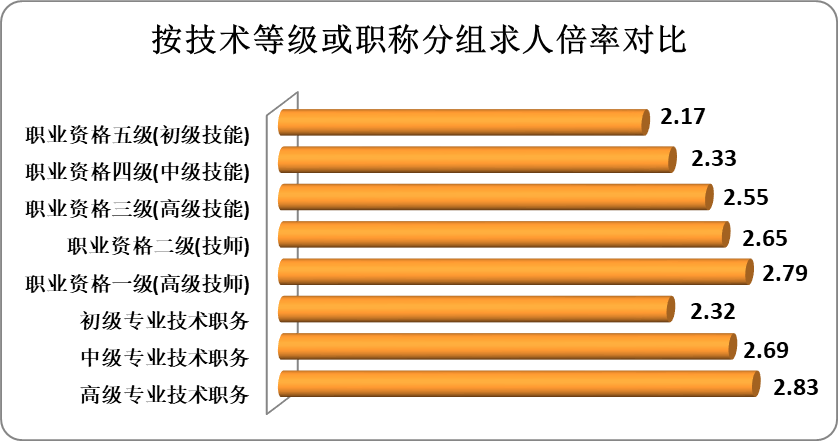 按技术等级或职称分组求人倍率对比
职业资格五级(初级技能) 2.17
职业资格四级(中级技能) 2.33
职业资格三级(高级技能) 2.55
职业资格二级(技师) 2.65
职业资格一级(高级技师) 2.79
初级专业技术职务 2.32
中级专业技术职务 2.69
高级专业技术职务 2.83